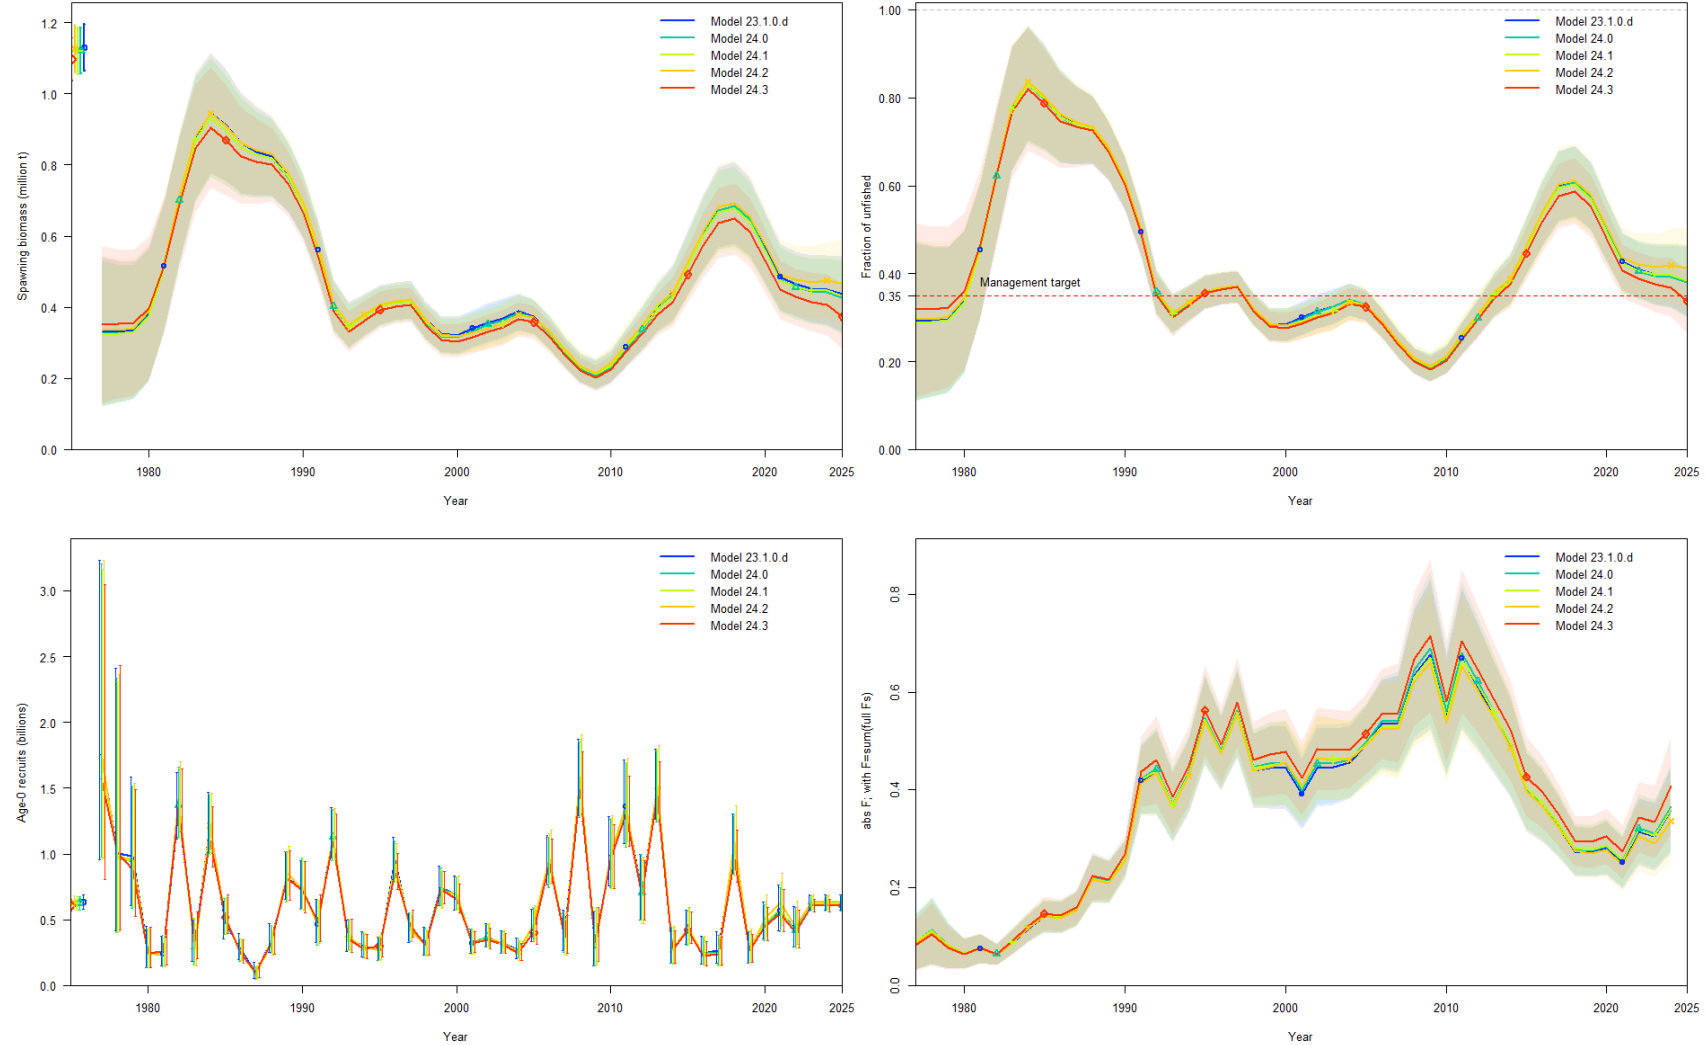 Spawning biomass (million t)
1.2
1.0
0.8
0.6
0.4
0.2
0.0
Model 23.1.0.d
Model 24.0
Model 24.1
Model 24.2
Model 24.3
1980 1990 2000 2010 2020 2025
Year
Fraction of unfished
1.00
0.80
0.60
0.40
0.35
0.20
0.00
Model 23.1.0.d
Model 24.0
Model 24.1
Model 24.2
Model 24.3
Management target
1980 1990 2000 2010 2020 2025
Year
Age-0 recruits (billions)
3.0
2.5
2.0
1.5
1.0
0.5
0.0
Model 23.1.0.d
Model 24.0
Model 24.1
Model 24.2
Model 24.3
1980 1990 2000 2010 2020 2025
Year
abs F; with F=sum(full Fs)
0.8
0.6
0.4
0.2
0.0
Model 23.1.0.d
Model 24.0
Model 24.1
Model 24.2
Model 24.3
1980 1990 2000 2010 2020 2025
Year